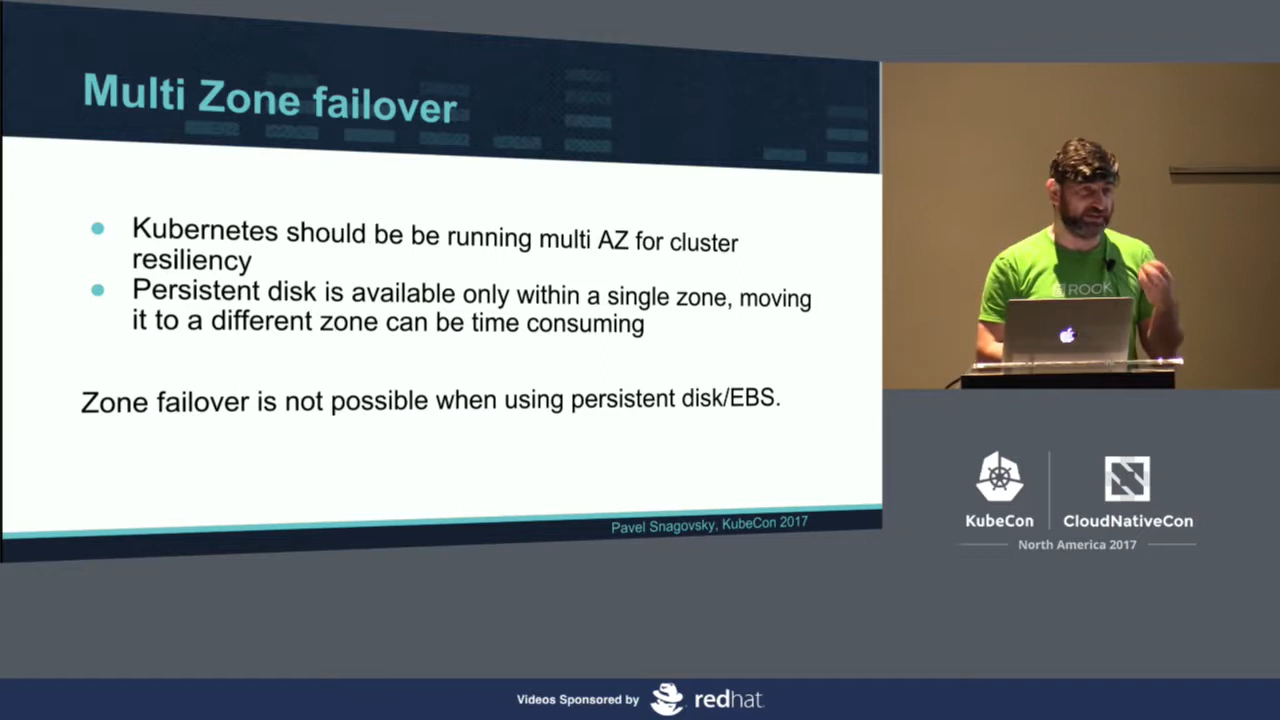 Multi Zone failover
Kubernetes should be be running multi AZ for cluster
resiliency
Persistent disk is available only within a single zone, moving
it to a different zone can be time consuming
Zone failover is not possible when using persistent disk/EBS.
Pavel Snagovsky, KubeCon 2017
ROOK
KubeCon
CloudNativeCon
North America 2017
Videos Sponsored by
redhat